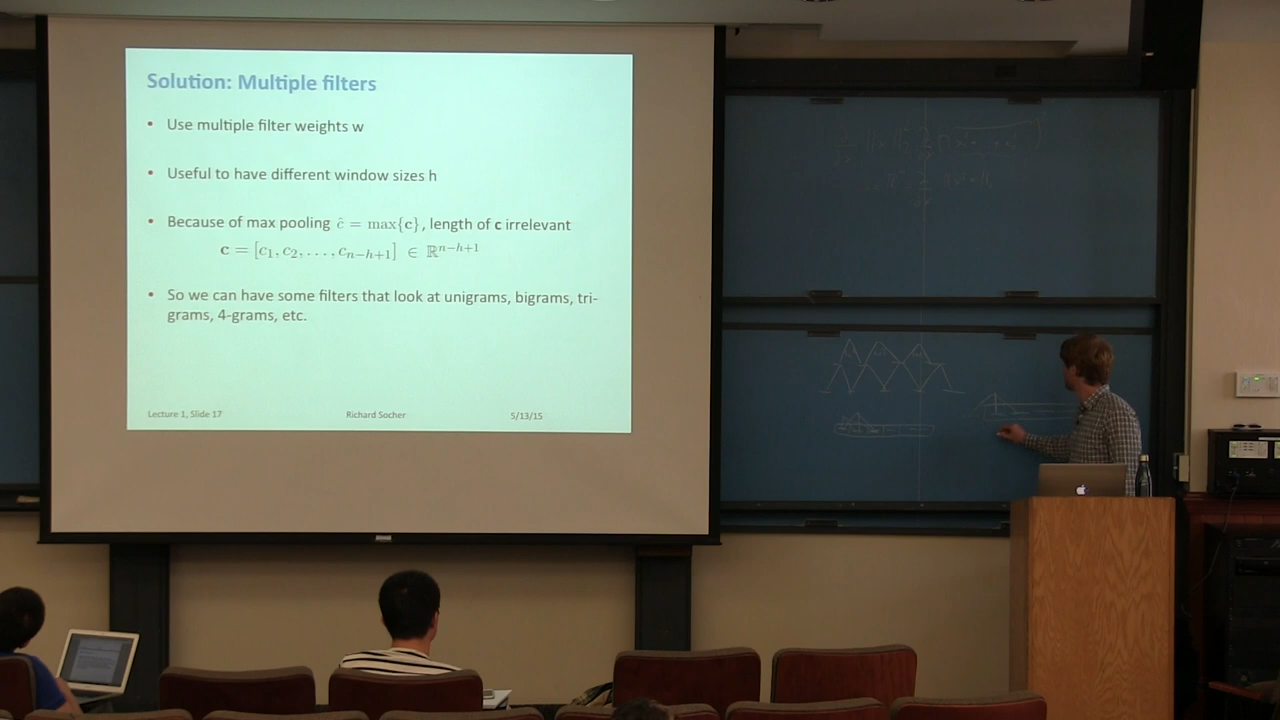 Solution: Multiple filters
• Use multiple filter weights w
• Useful to have different window sizes h
• Because of max pooling ĉ = max{c}, length of c irrelevant
c = [c₁, c₂, . . . , cₙ₋ₕ₊₁] ∈ ℝⁿ⁻ʰ⁺¹
• So we can have some filters that look at unigrams, bigrams, tri-
grams, 4-grams, etc.
Lecture 1, Slide 17 Richard Socher 5/13/15